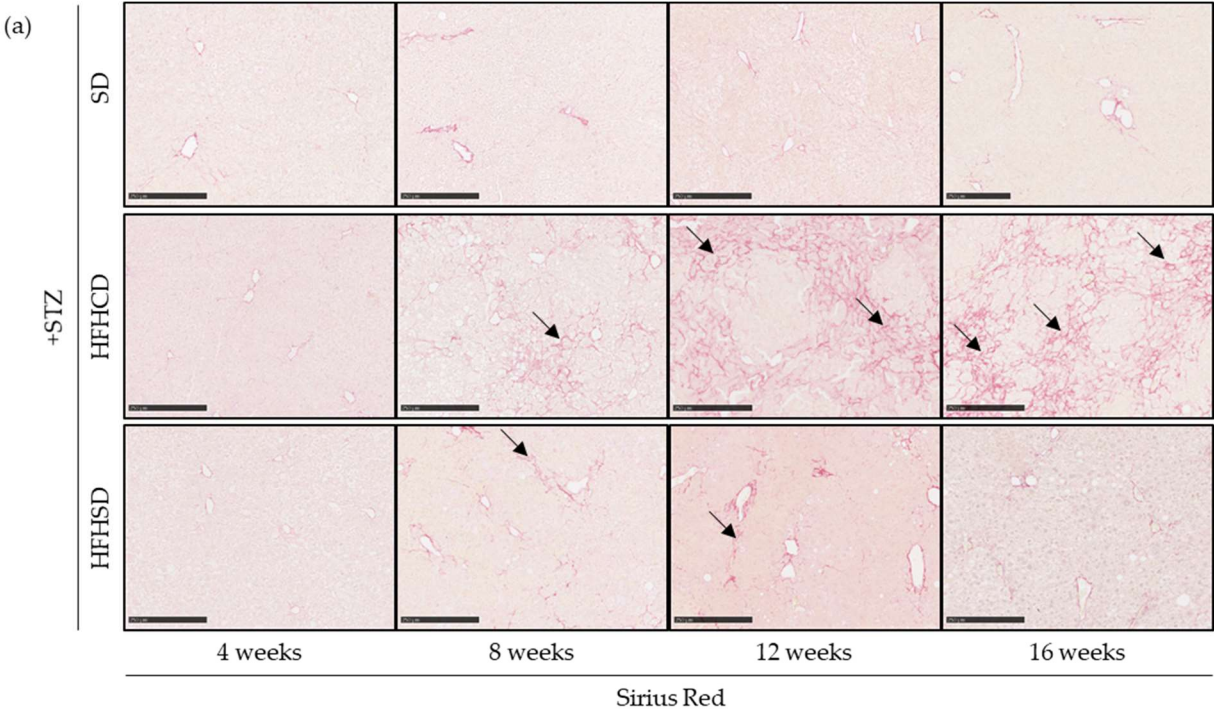 (a)
+STZ
SD
HFHCD
HFHSD
4 weeks
8 weeks
12 weeks
16 weeks
Sirius Red